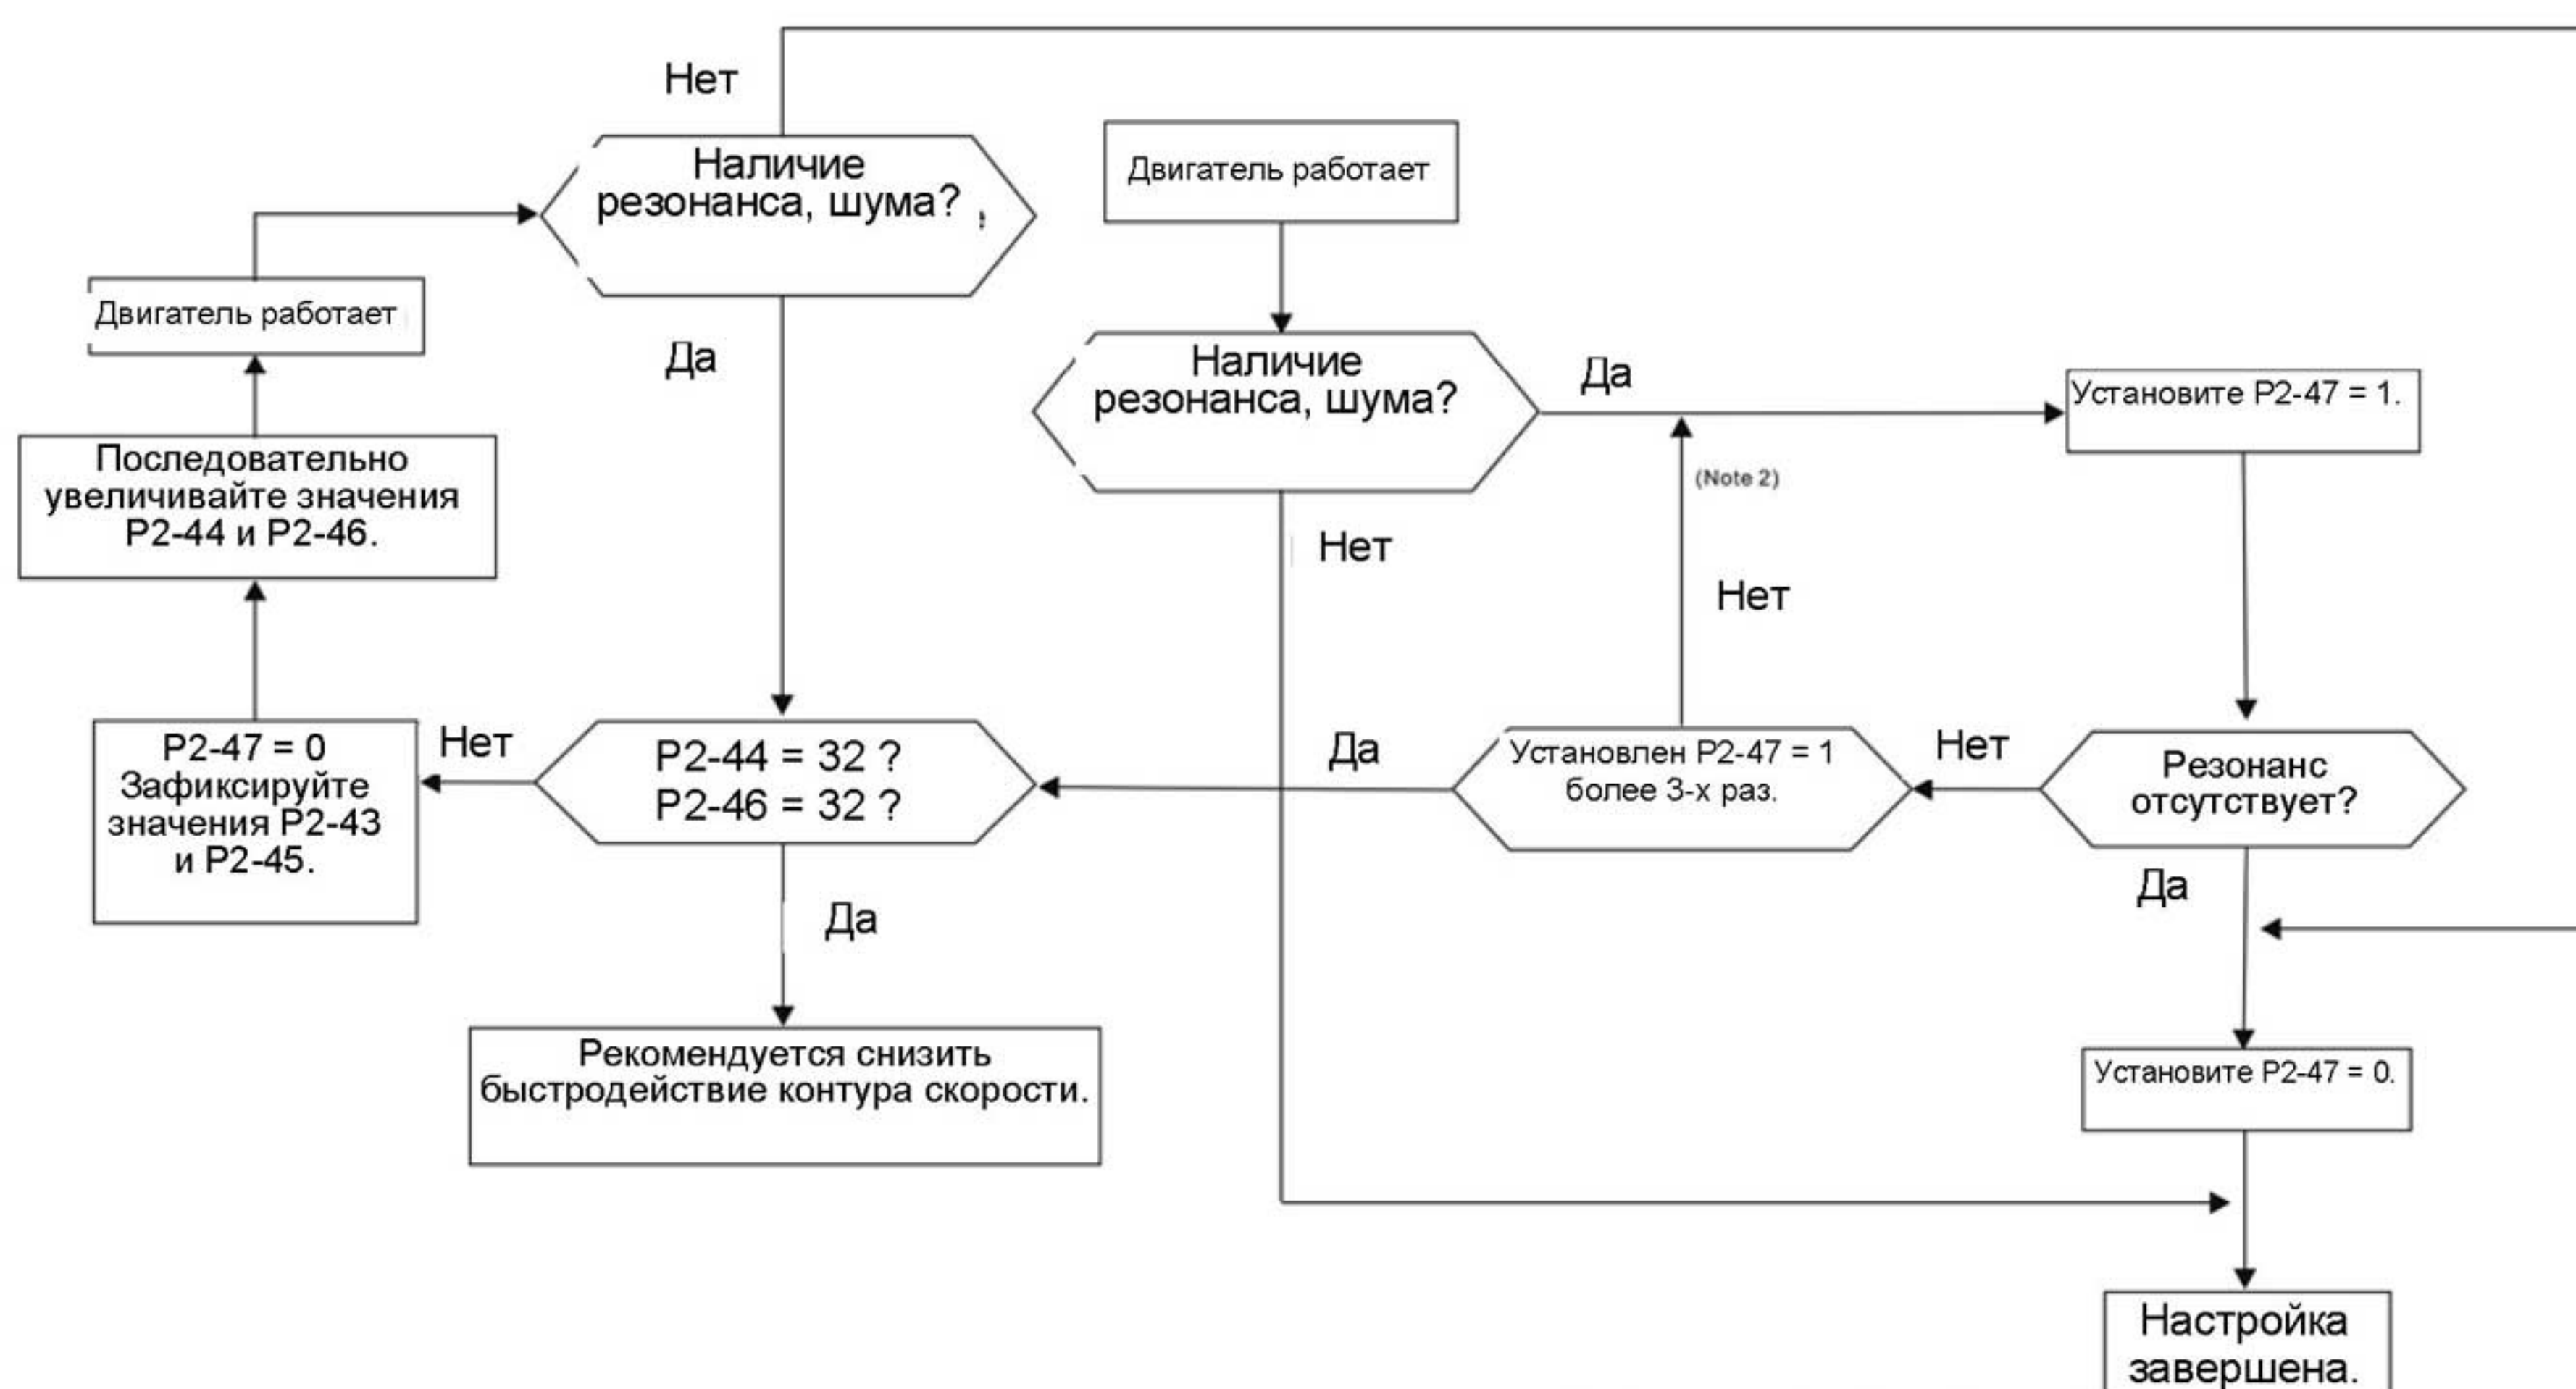 Нет
Наличие
резонанса, шума?
Двигатель работает
Двигатель работает
Наличие
резонанса, шума?
Да
Да
Установите P2-47 = 1.
Последовательно
увеличивайте значения
P2-44 и P2-46.
(Note 2)
Нет
Нет
P2-47 = 0
Зафиксируйте
значения P2-43
и P2-45.
Нет
P2-44 = 32 ?
P2-46 = 32 ?
Да
Установлен P2-47 = 1
более 3-х раз.
Нет
Резонанс
отсутствует?
Да
Да
Рекомендуется снизить
быстродействие контура скорости.
Установите P2-47 = 0.
Настройка
завершена.